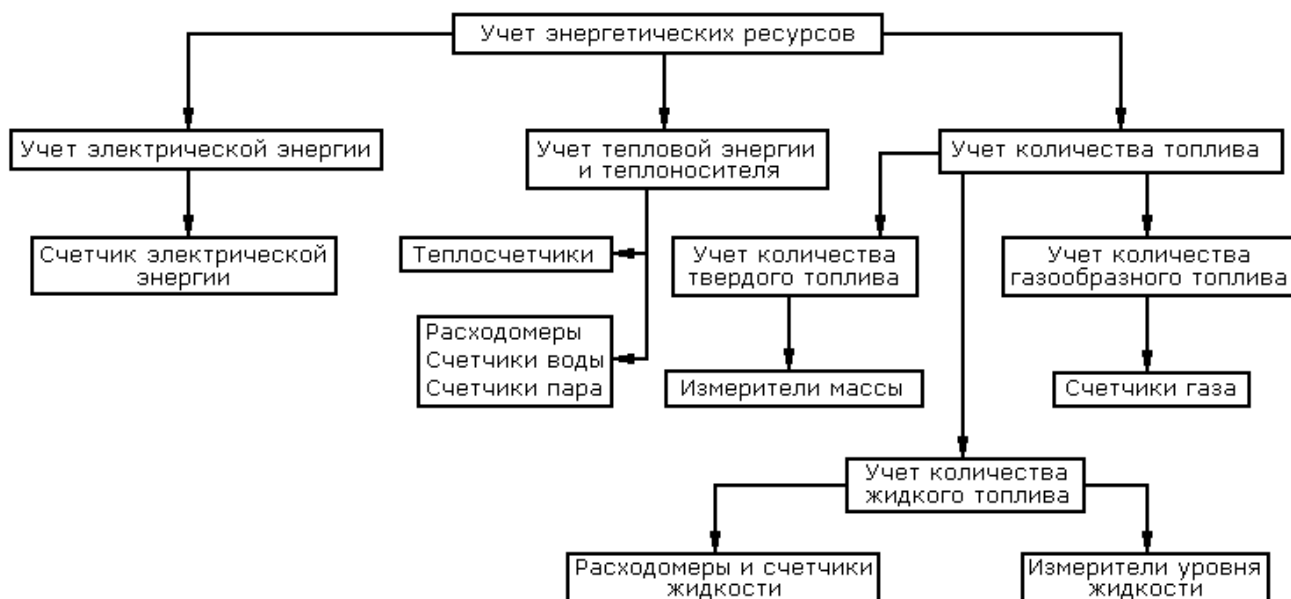 Учет энергетических ресурсов
Учет электрической энергии
Учет тепловой энергии
и теплоносителя
Учет количества топлива
Счетчик электрической
энергии
Теплосчетчики
Учет количества
твердого топлива
Учет количества
газообразного топлива
Расходомеры
Счетчики воды
Счетчики пара
Измерители массы
Счетчики газа
Учет количества
жидкого топлива
Расходомеры и счетчики
жидкости
Измерители уровня
жидкости